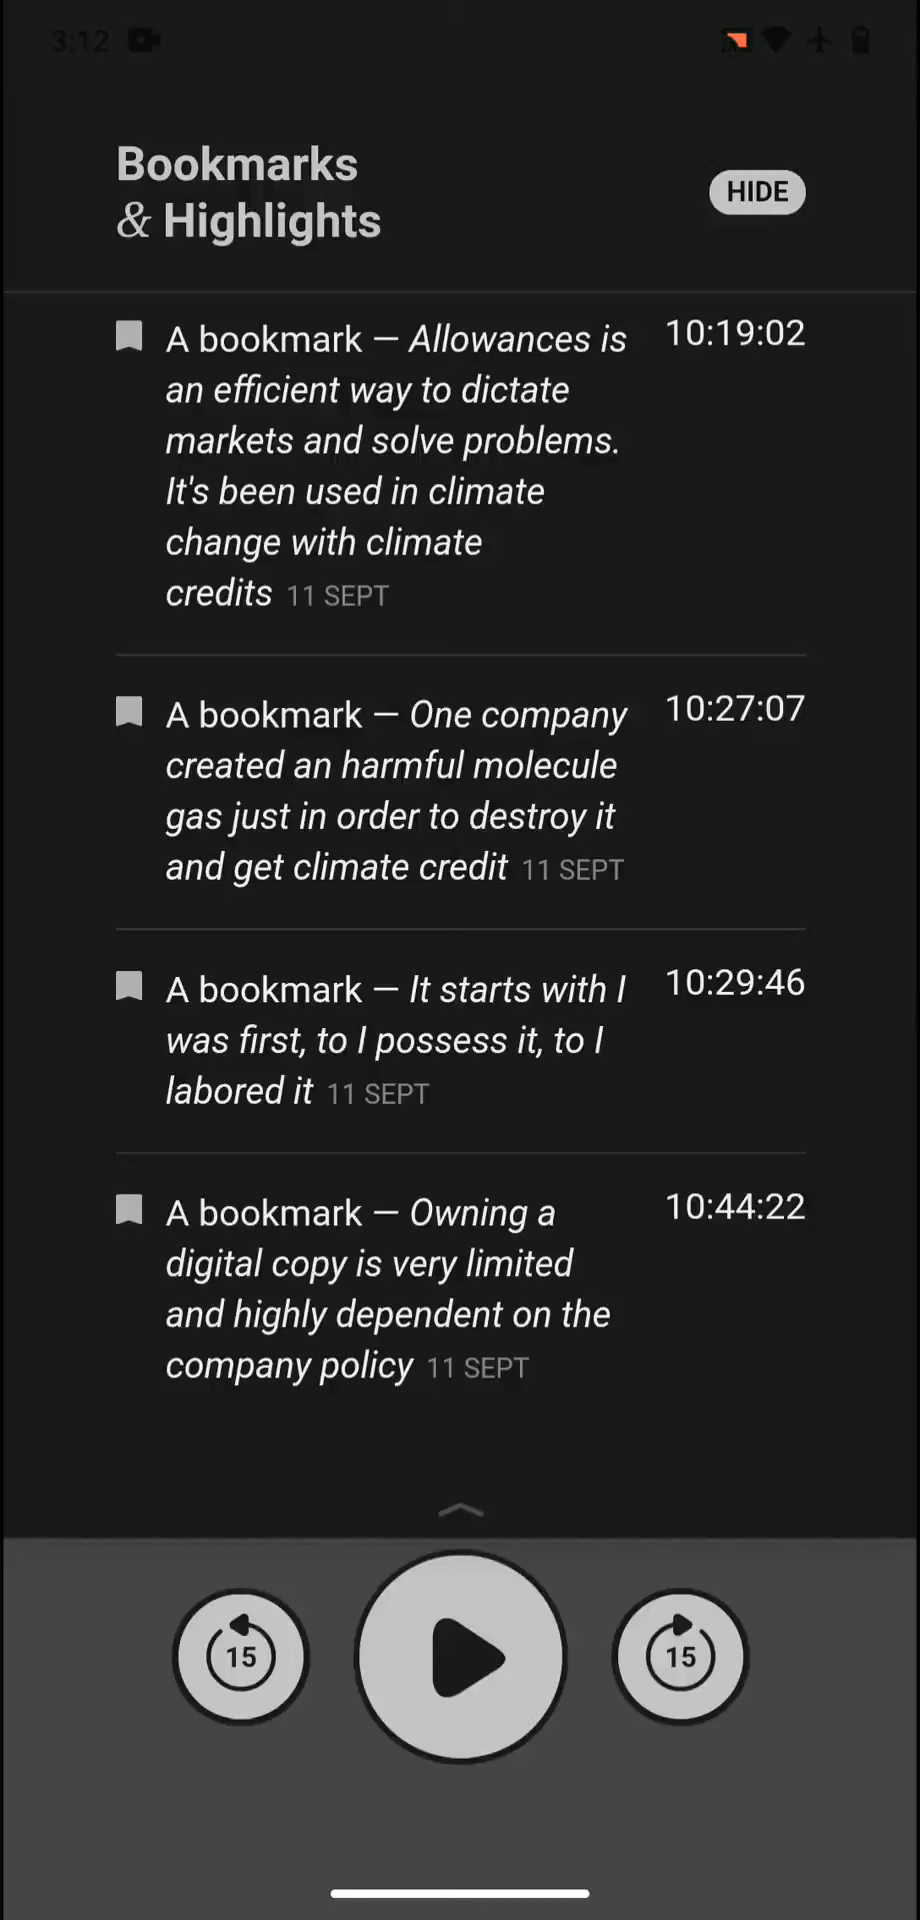 3:12
Bookmarks
& Highlights
HIDE
A bookmark — Allowances is
10:19:02
an efficient way to dictate
markets and solve problems.
It's been used in climate
change with climate
credits 11 SEPT
A bookmark — One company
10:27:07
created an harmful molecule
gas just in order to destroy it
and get climate credit 11 SEPT
A bookmark — It starts with I
10:29:46
was first, to I possess it, to I
labored it 11 SEPT
A bookmark — Owning a
10:44:22
digital copy is very limited
and highly dependent on the
company policy 11 SEPT
15
15